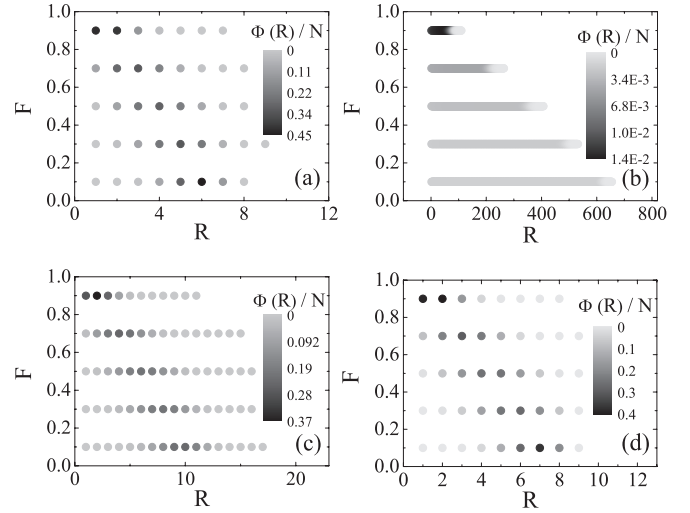 1.0
0.8
0.6
0.4
0.2
0.0
F
0 4 8 12
R
Φ (R) / N
0
0.11
0.22
0.34
0.45
(a)
1.0
0.8
0.6
0.4
0.2
0.0
F
0 200 400 600 800
R
Φ (R) / N
0
3.4E-3
6.8E-3
1.0E-2
1.4E-2
(b)
1.0
0.8
0.6
0.4
0.2
0.0
F
0 10 20
R
Φ (R) / N
0
0.092
0.19
0.28
0.37
(c)
1.0
0.8
0.6
0.4
0.2
0.0
F
0 2 4 6 8 10 12
R
Φ (R) / N
0
0.1
0.2
0.3
0.4
(d)